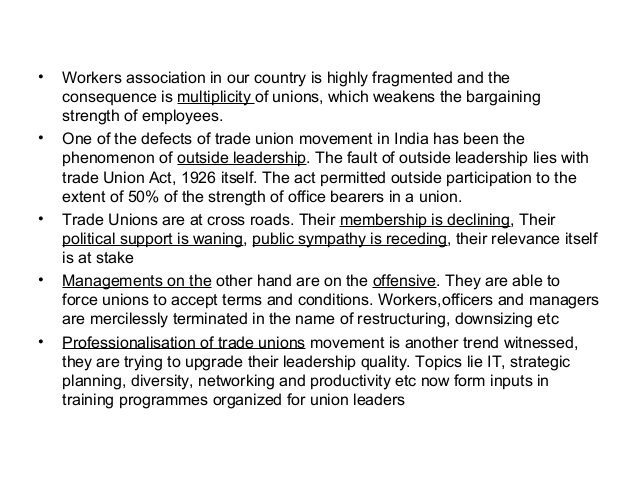 • Workers association in our country is highly fragmented and the
consequence is multiplicity of unions, which weakens the bargaining
strength of employees.
• One of the defects of trade union movement in India has been the
phenomenon of outside leadership. The fault of outside leadership lies with
trade Union Act, 1926 itself. The act permitted outside participation to the
extent of 50% of the strength of office bearers in a union.
• Trade Unions are at cross roads. Their membership is declining, Their
political support is waning, public sympathy is receding, their relevance itself
is at stake
• Managements on the other hand are on the offensive. They are able to
force unions to accept terms and conditions. Workers,officers and managers
are mercilessly terminated in the name of restructuring, downsizing etc
• Professionalisation of trade unions movement is another trend witnessed,
they are trying to upgrade their leadership quality. Topics lie IT, strategic
planning, diversity, networking and productivity etc now form inputs in
training programmes organized for union leaders